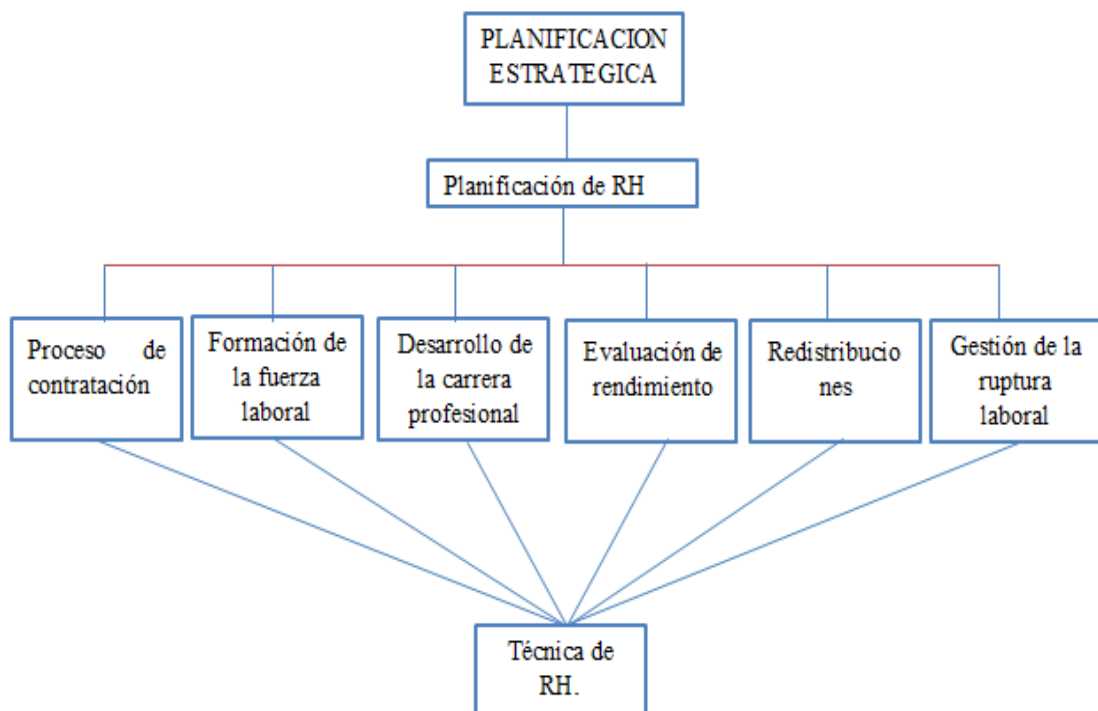 PLANIFICACION
ESTRATEGICA
Planificación de RH
Proceso de
contratación
Formación de
la fuerza
laboral
Desarrollo de
la carrera
profesional
Evaluación de
rendimiento
Redistribucio
nes
Gestión de la
ruptura
laboral
Técnica de
RH.